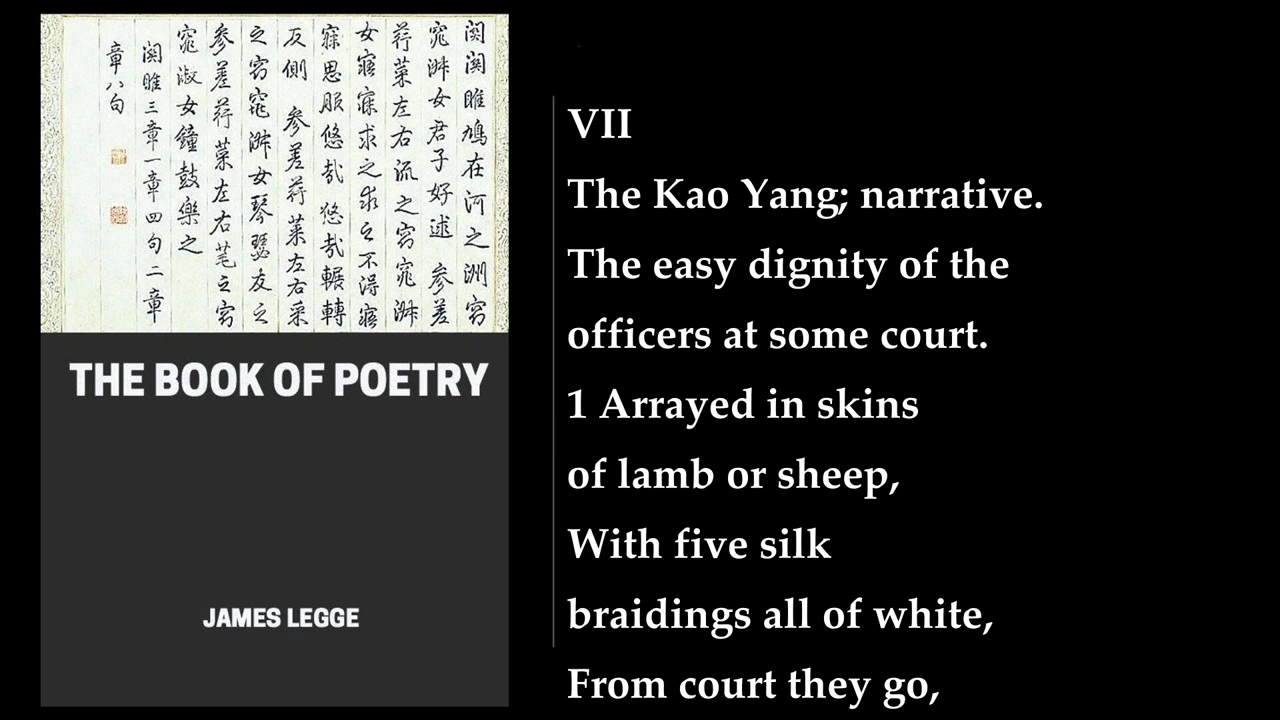 關關雎鳩在河之洲窈
窕淑女君子好逑 參差
荇菜左右流之窈窕淑
女寤寐求之求之不得寤
寐思服悠哉悠哉輾轉
反側 參差荇菜左右采
之窈窕淑女琴瑟友之
參差荇菜左右芼之窈
窕淑女鐘鼓樂之
關雎三章一章四句二章
章八句
THE BOOK OF POETRY
JAMES LEGGE
VII
The Kao Yang; narrative.
The easy dignity of the
officers at some court.
1 Arrayed in skins
of lamb or sheep,
With five silk
braidings all of white,
From court they go,